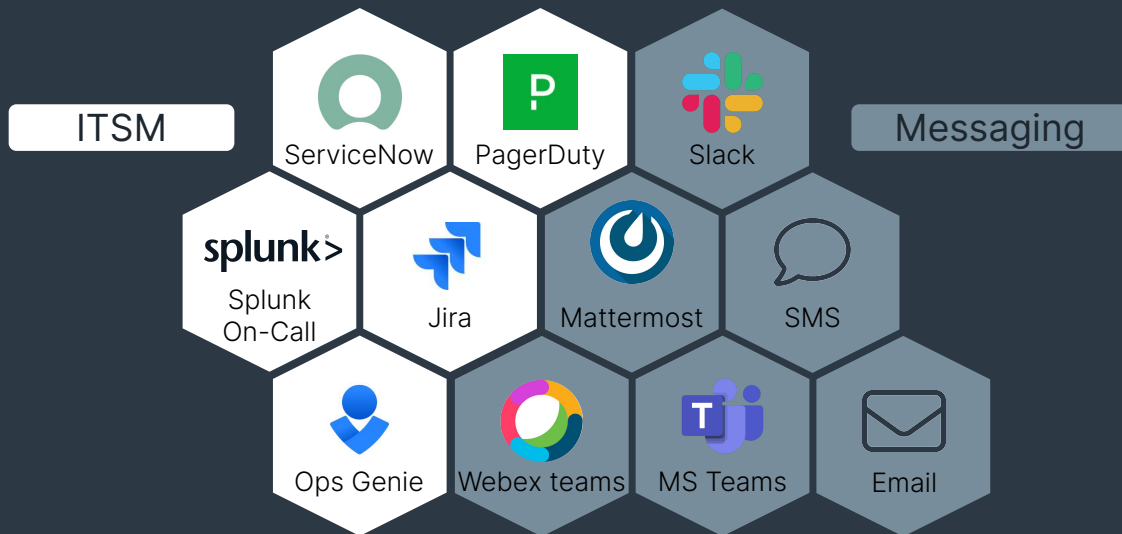 ITSM
ServiceNow
P
PagerDuty
Slack
Messaging
splunk>
Splunk
On-Call
Jira
Mattermost
SMS
Ops Genie
Webex teams
T
MS Teams
Email